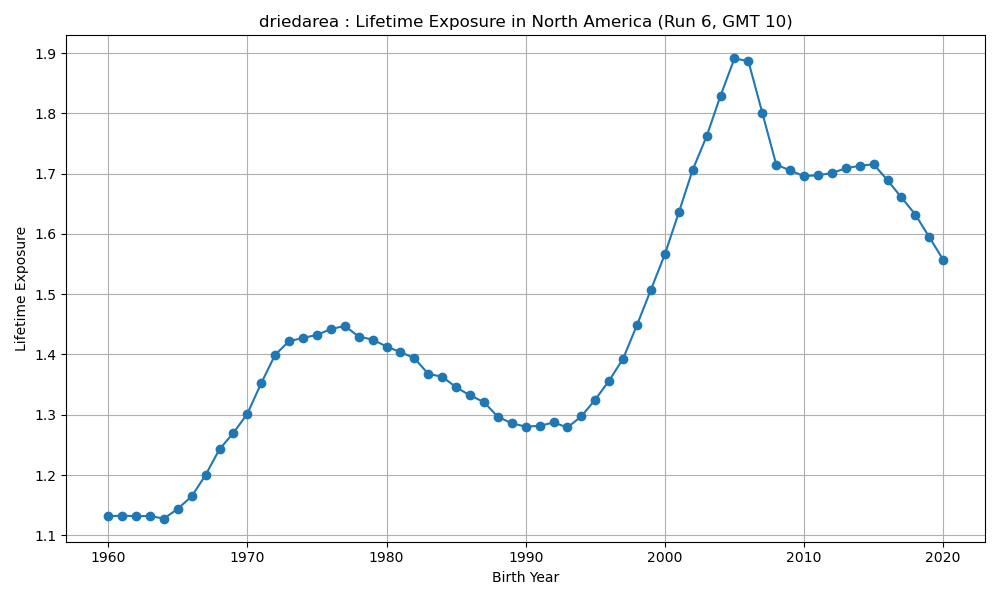 driedarea : Lifetime Exposure in North America (Run 6, GMT 10)
Lifetime Exposure
1.9
1.8
1.7
1.6
1.5
1.4
1.3
1.2
1.1
1960 1970 1980 1990 2000 2010 2020
Birth Year